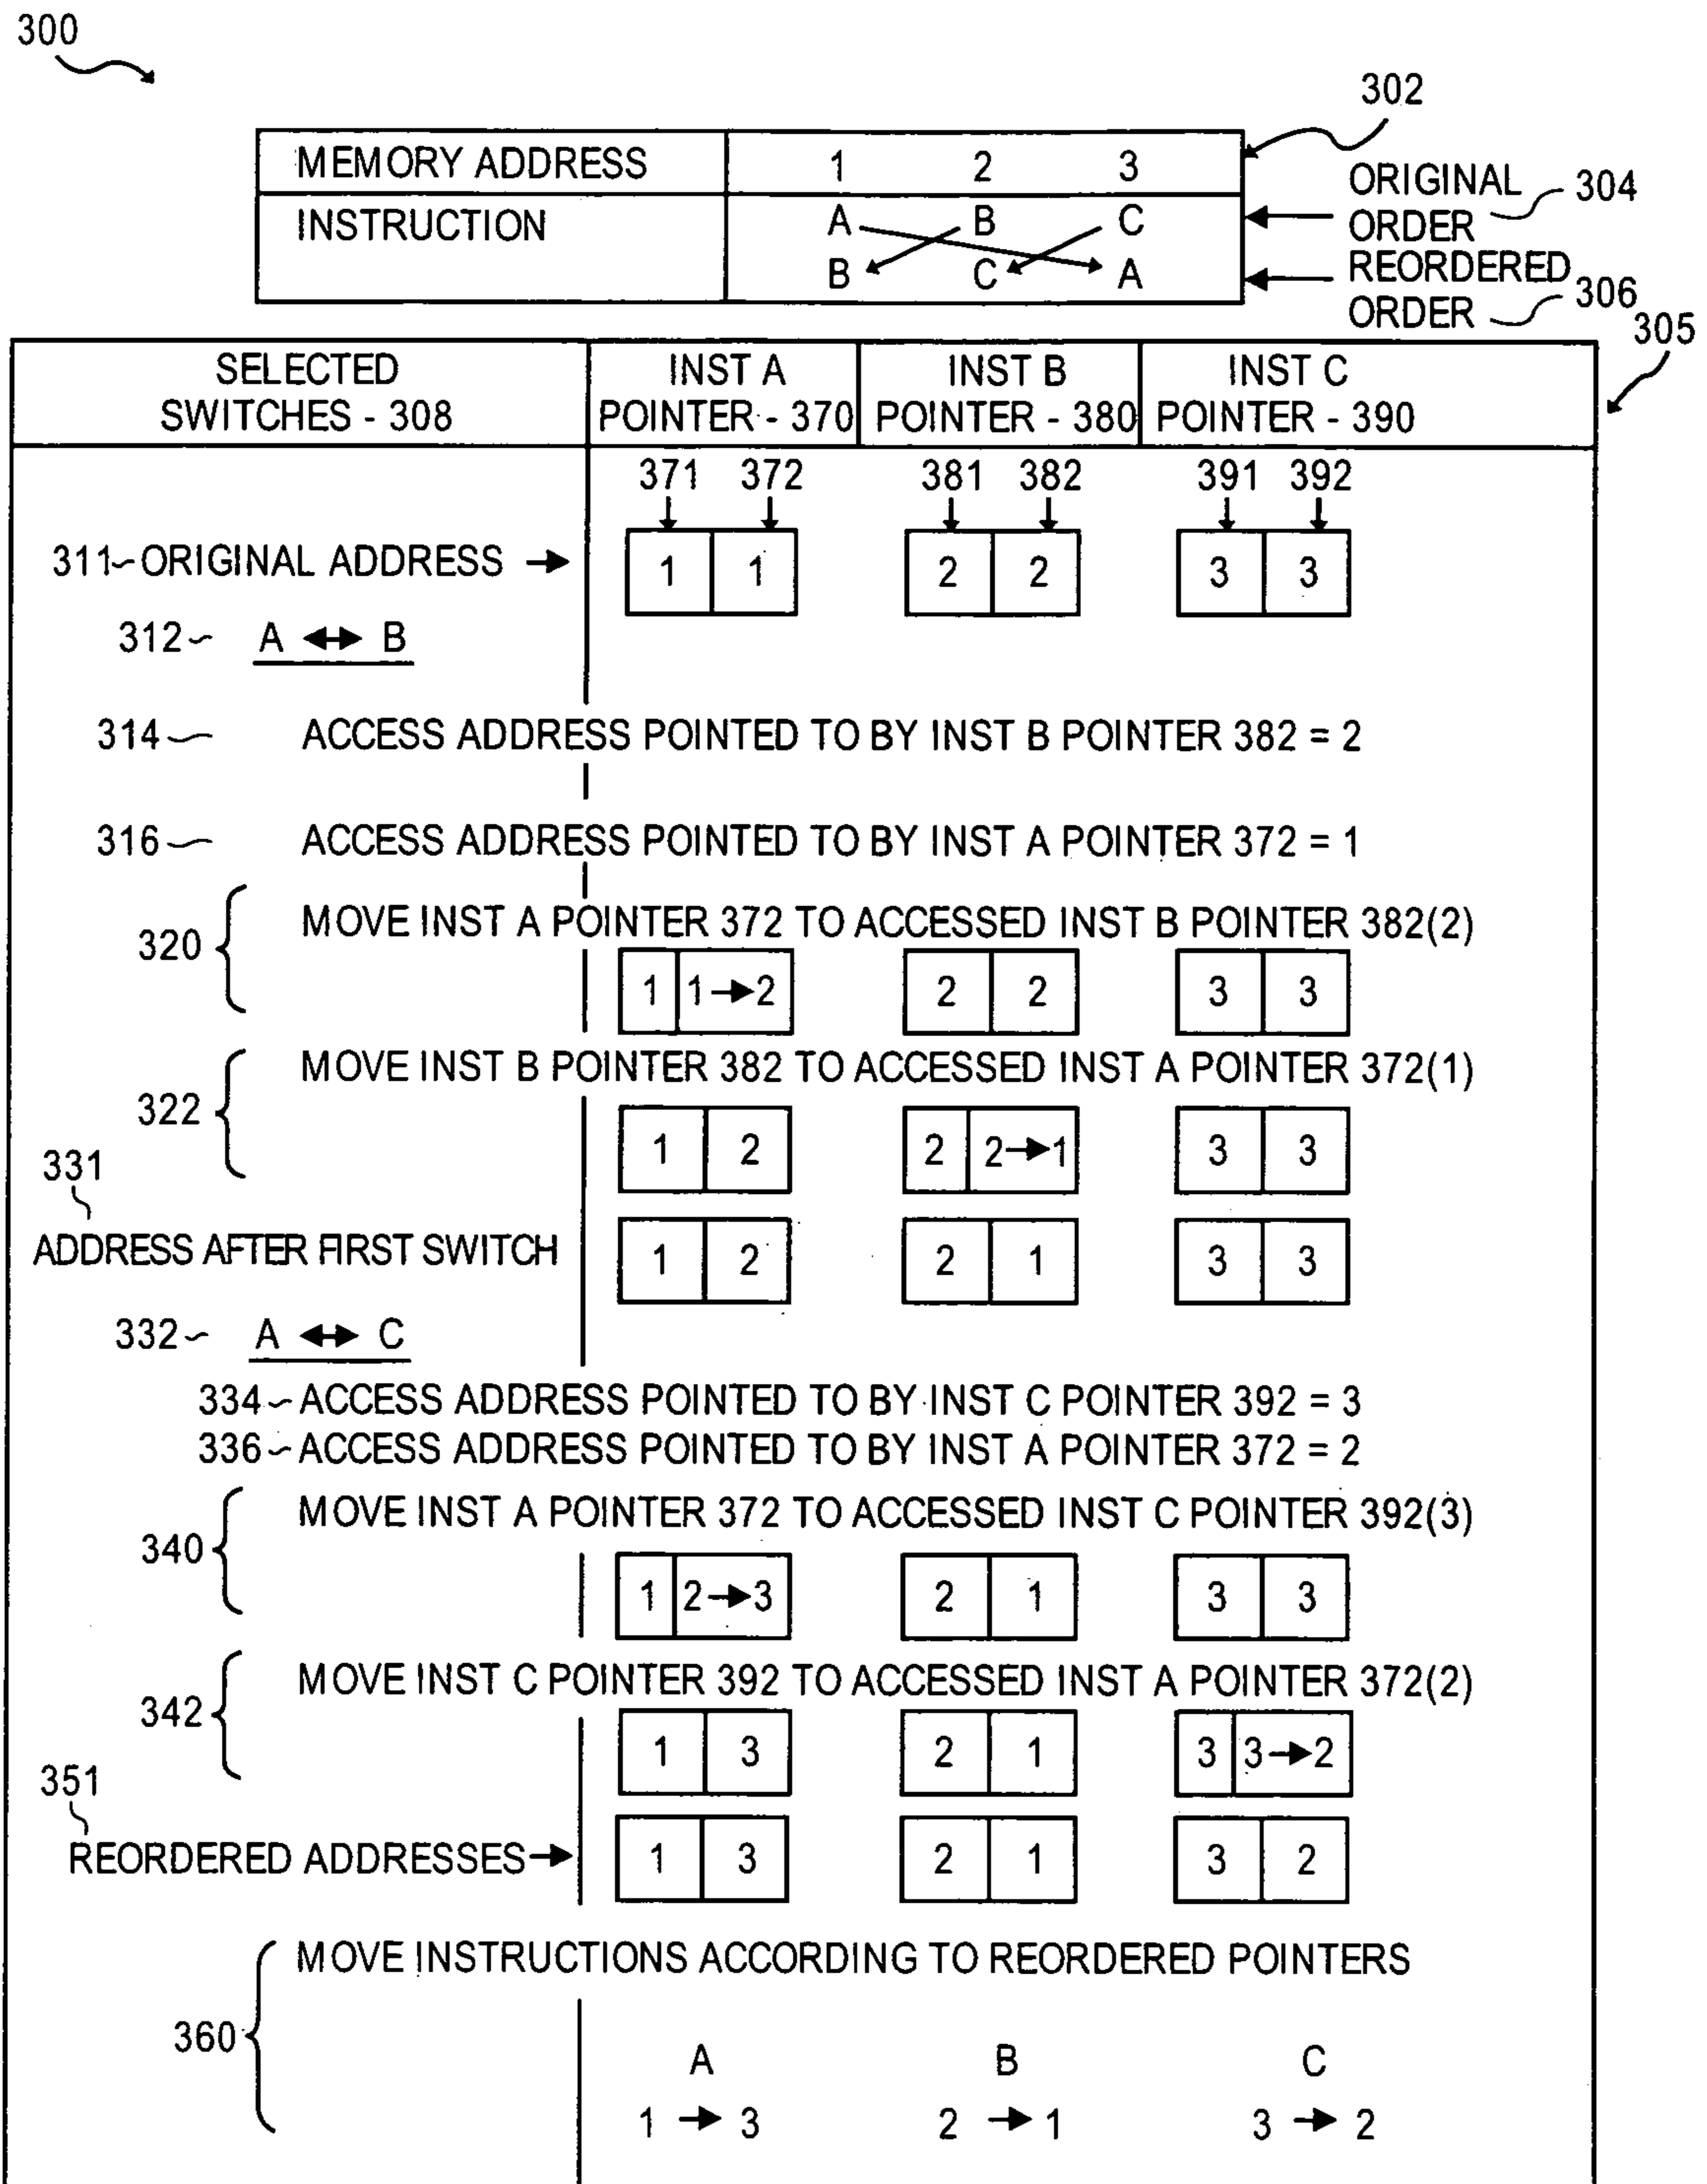 300
302
MEMORY ADDRESS 1 2 3
INSTRUCTION A B C
B C A
ORIGINAL ORDER 304
REORDERED ORDER 306
305
SELECTED SWITCHES - 308
INST A POINTER - 370
INST B POINTER - 380
INST C POINTER - 390
371 372 381 382 391 392
311 ORIGINAL ADDRESS → 1 1 2 2 3 3
312 A ↔ B
314 ACCESS ADDRESS POINTED TO BY INST B POINTER 382 = 2
316 ACCESS ADDRESS POINTED TO BY INST A POINTER 372 = 1
320 MOVE INST A POINTER 372 TO ACCESSED INST B POINTER 382(2)
1 1→2 2 2 3 3
322 MOVE INST B POINTER 382 TO ACCESSED INST A POINTER 372(1)
1 2 2 2→1 3 3
331
ADDRESS AFTER FIRST SWITCH 1 2 2 1 3 3
332 A ↔ C
334 ACCESS ADDRESS POINTED TO BY INST C POINTER 392 = 3
336 ACCESS ADDRESS POINTED TO BY INST A POINTER 372 = 2
340 MOVE INST A POINTER 372 TO ACCESSED INST C POINTER 392(3)
1 2→3 2 1 3 3
342 MOVE INST C POINTER 392 TO ACCESSED INST A POINTER 372(2)
1 3 2 1 3 3→2
351
REORDERED ADDRESSES → 1 3 2 1 3 2
360 MOVE INSTRUCTIONS ACCORDING TO REORDERED POINTERS
A B C
1 → 3 2 → 1 3 → 2